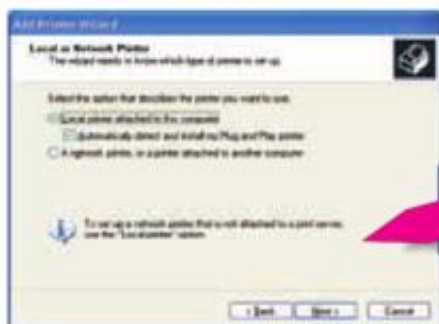 Add Printer Wizard
Local or Network Printer
The wizard needs to know which type of printer to set up.
Select the option that describes the printer you want to use:
Local printer attached to this computer
Automatically detect and install my Plug and Play printer
A network printer, or a printer attached to another computer
To set up a network printer that is not attached to a print server,
use the "Local printer" option.
< Back
Next >
Cancel